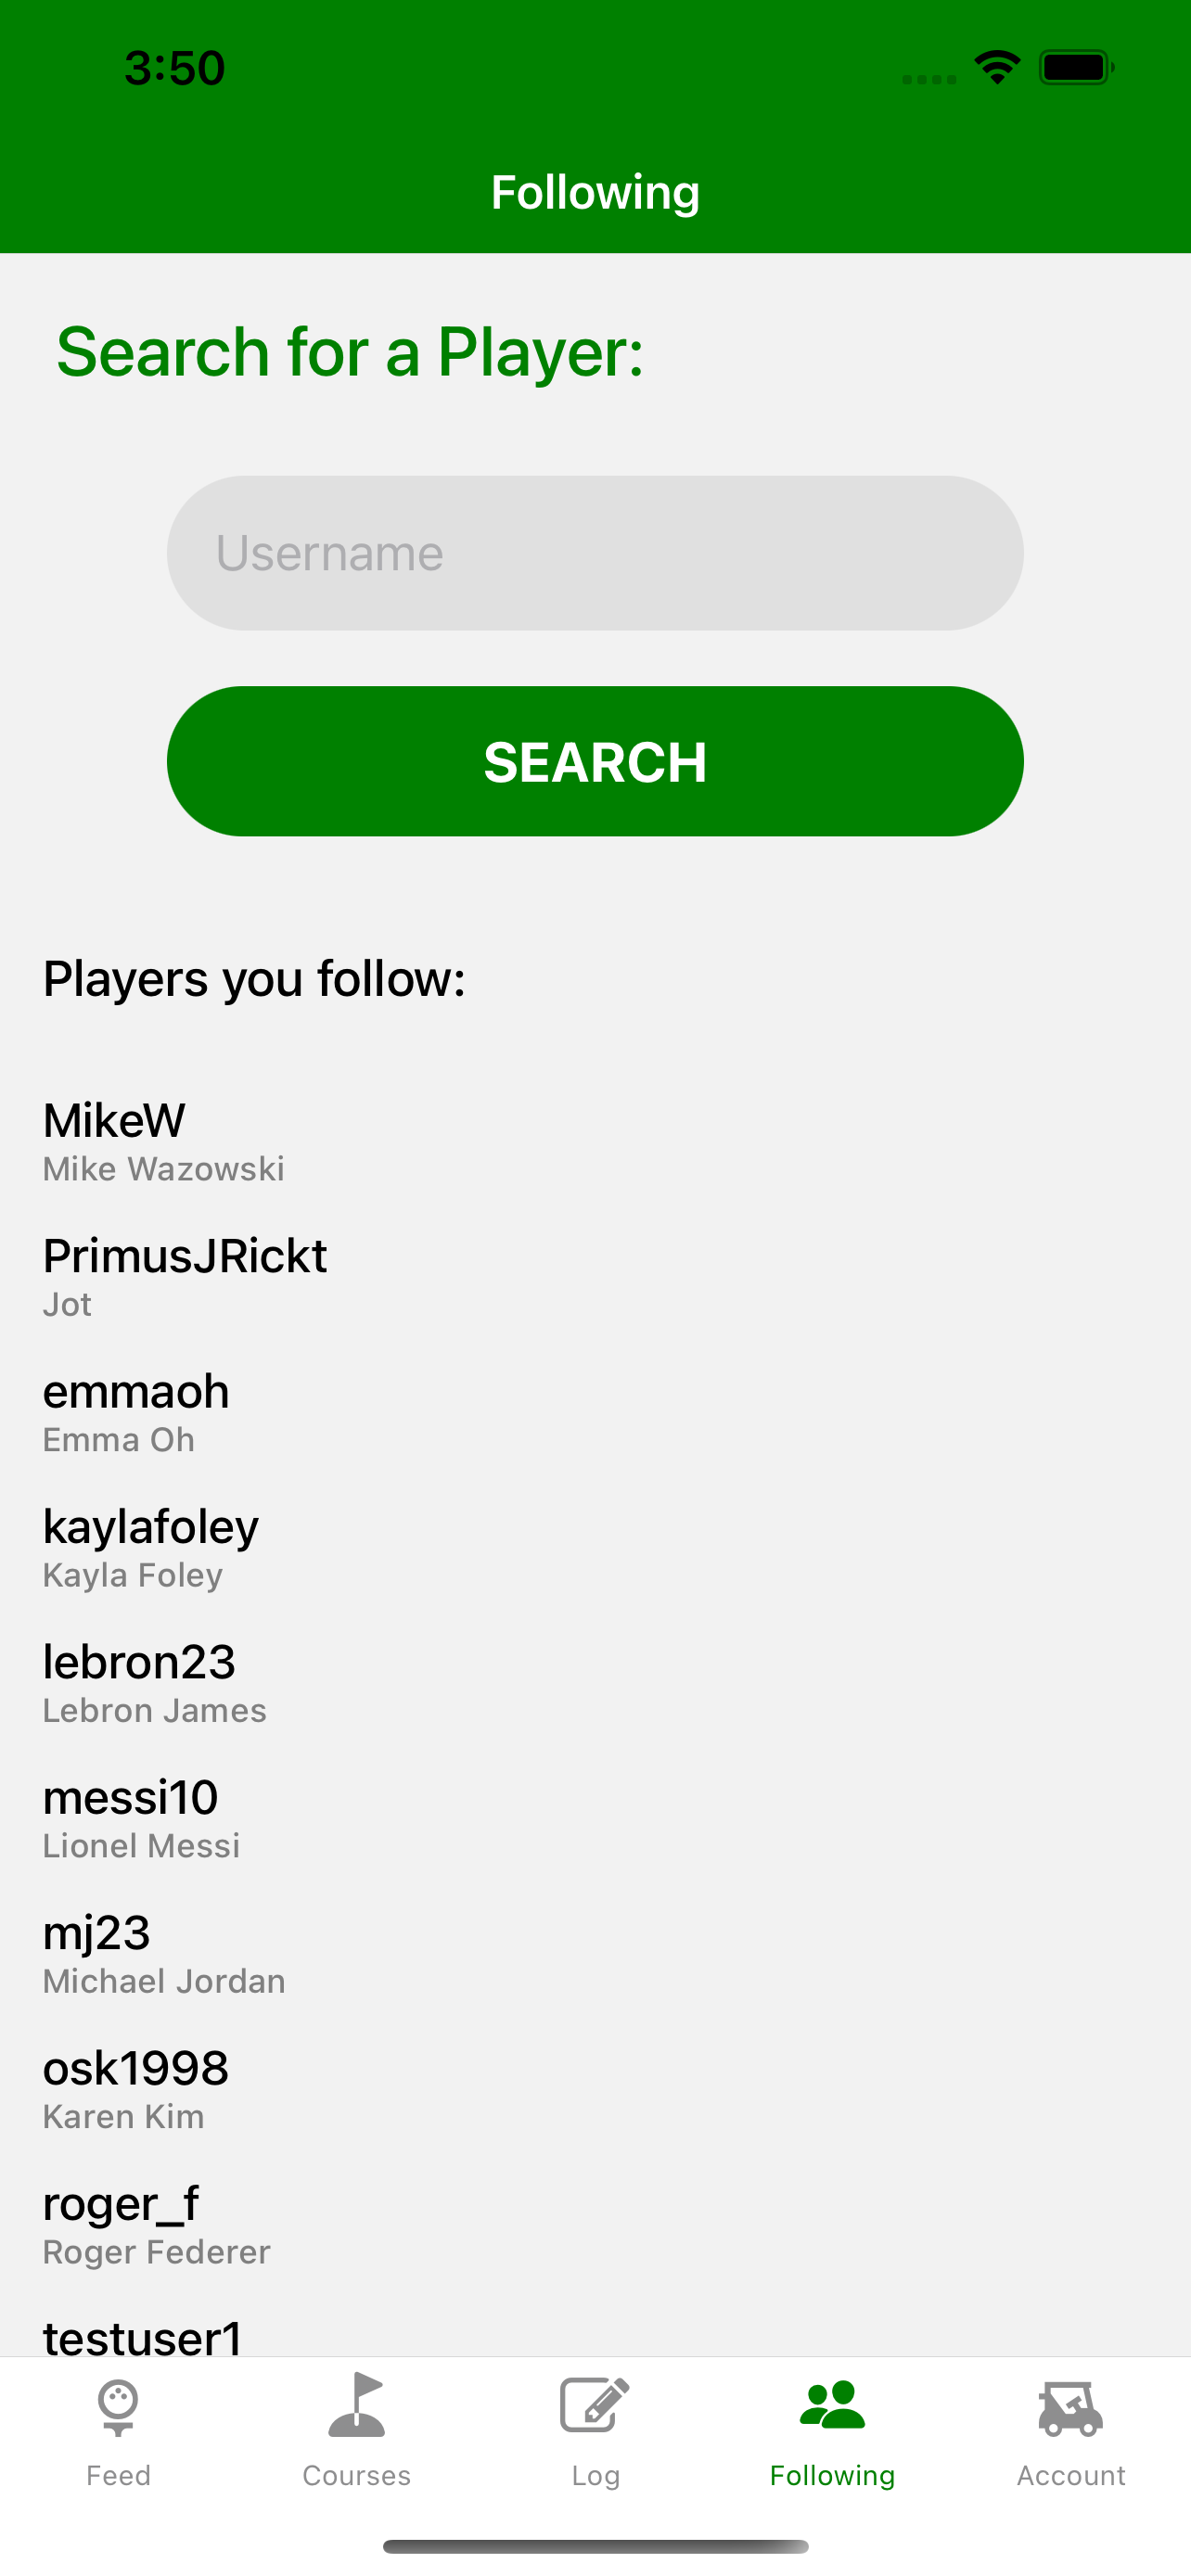 3:50
Following
Search for a Player:
Username
SEARCH
Players you follow:
MikeW
Mike Wazowski
PrimusJRickt
Jot
emmaoh
Emma Oh
kaylafoley
Kayla Foley
lebron23
Lebron James
messi10
Lionel Messi
mj23
Michael Jordan
osk1998
Karen Kim
roger_f
Roger Federer
testuser1
Feed
Courses
Log
Following
Account